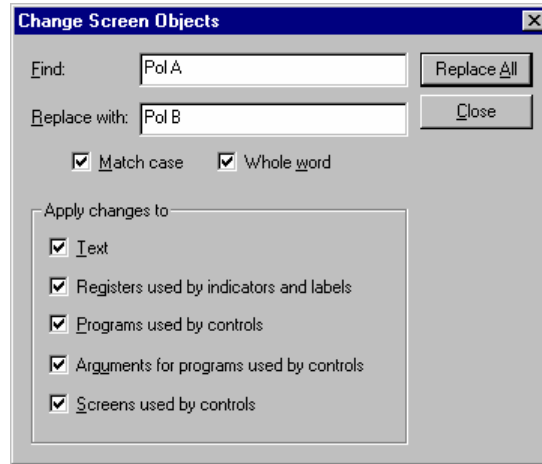 Change Screen Objects
Find: Pol A Replace All
Replace with: Pol B Close
Match case Whole word
Apply changes to
Text
Registers used by indicators and labels
Programs used by controls
Arguments for programs used by controls
Screens used by controls